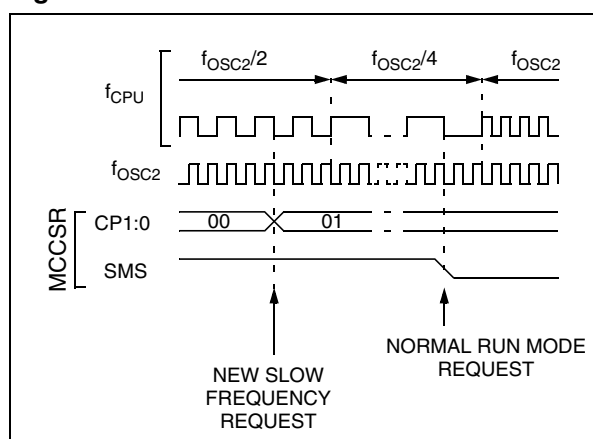 fOSC2/2 fOSC2/4 fOSC2
fCPU
fOSC2
MCCSR
CP1:0 00 01
SMS
NEW SLOW
FREQUENCY
REQUEST
NORMAL RUN MODE
REQUEST